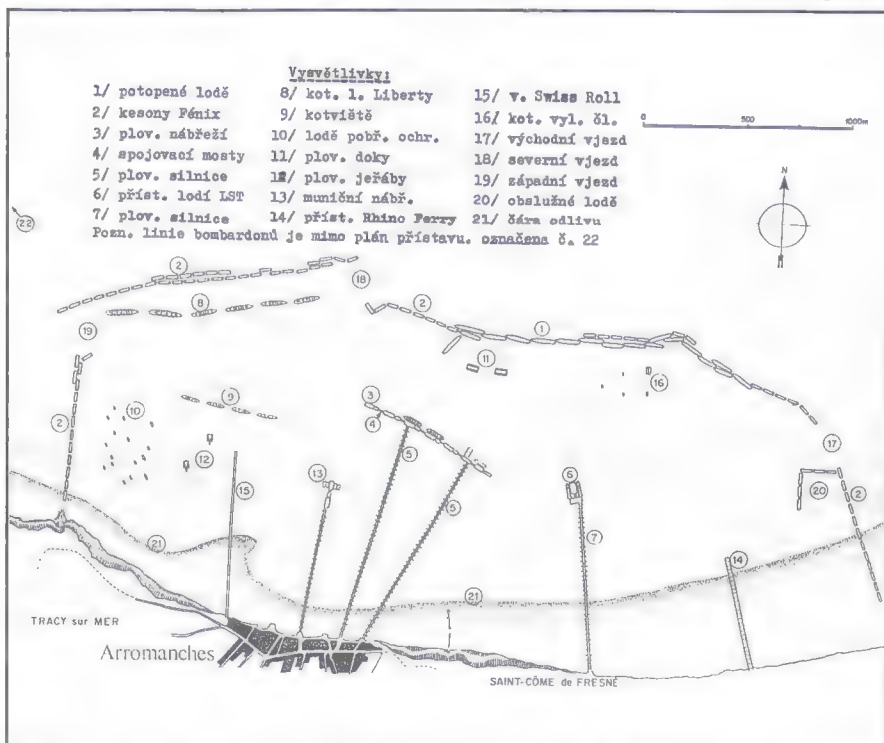 Vysvětlivky:
1/ potopené lodě
2/ kesony Fénix
3/ plov. nábřeží
4/ spojovací mosty
5/ plov. silnice
6/ příst. lodí LST
7/ plov. silnice
8/ kot. l. Liberty
9/ kotviště
10/ lodě pobř. ochr.
11/ plov. doky
12/ plov. jeřáby
13/ muniční nábř.
14/ příst. Rhino Ferry
15/ v. Swiss Roll
16/ kot. vyl. čl.
17/ východní vjezd
18/ severní vjezd
19/ západní vjezd
20/ obslužné lodě
21/ čára odlivu
Pozn. linie bombardonů je mimo plán přístavu. označena č. 22
0 500 1000m
N
22
2
18
8
2
1
19
11
16
2
10
9
3
4
5
17
12
15
13
5
6
20
2
7
21
14
21
TRACY sur MER
Arromanches
SAINT-CÔME de FRESNÉ